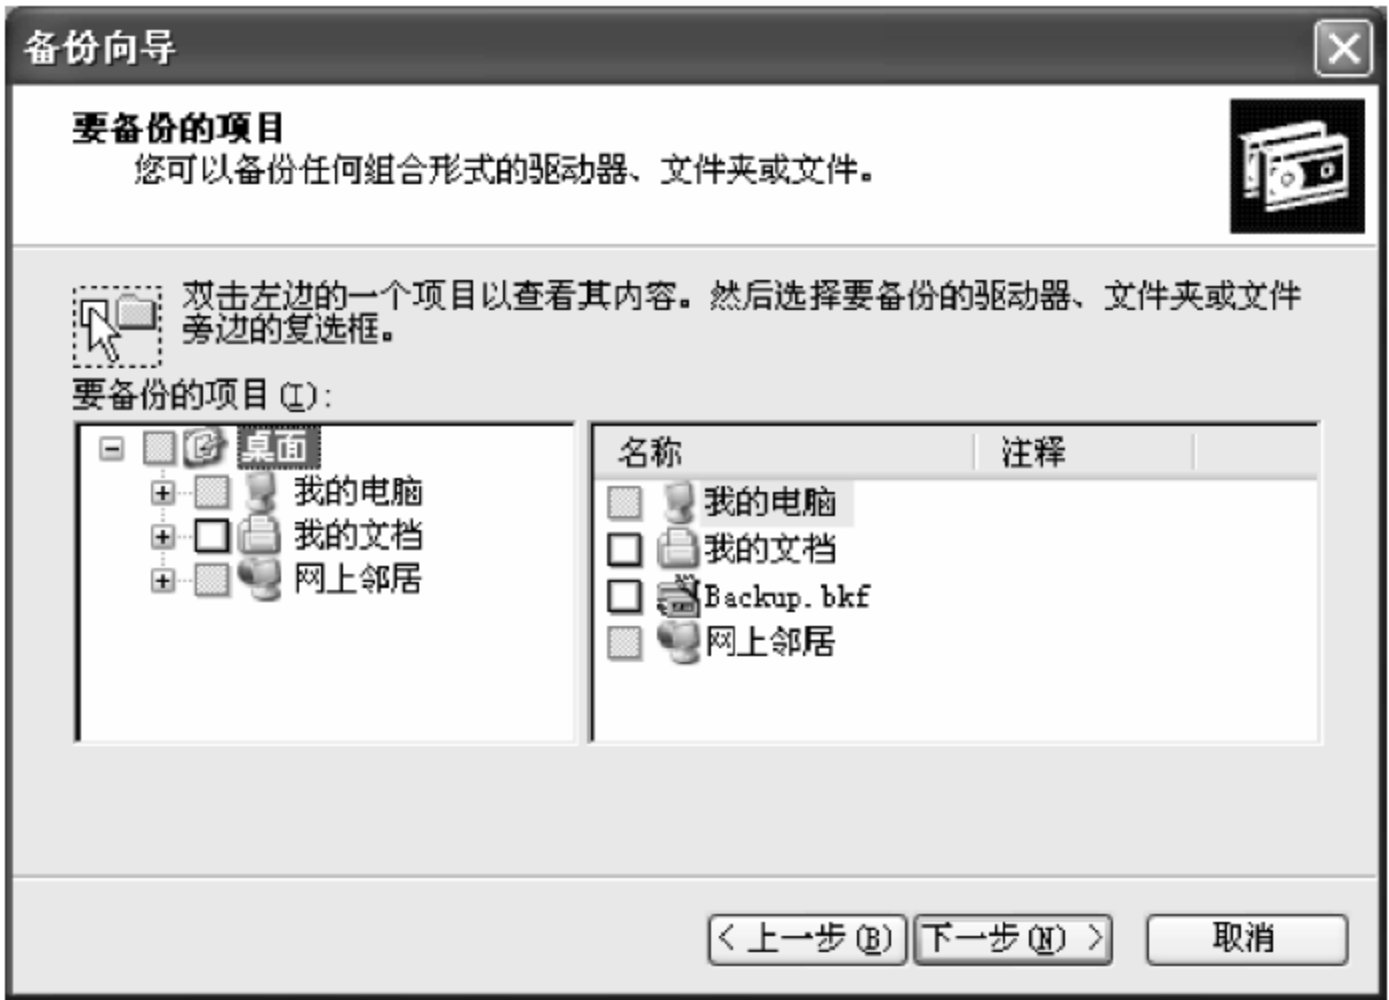 备份向导
要备份的项目
您可以备份任何组合形式的驱动器、文件夹或文件。
双击左边的一个项目以查看其内容。然后选择要备份的驱动器、文件夹或文件
旁边的复选框。
要备份的项目(I):
桌面
我的电脑
我的文档
网上邻居
名称 注释
我的电脑
我的文档
Backup.bkf
网上邻居
< 上一步(B) 下一步(N) > 取消